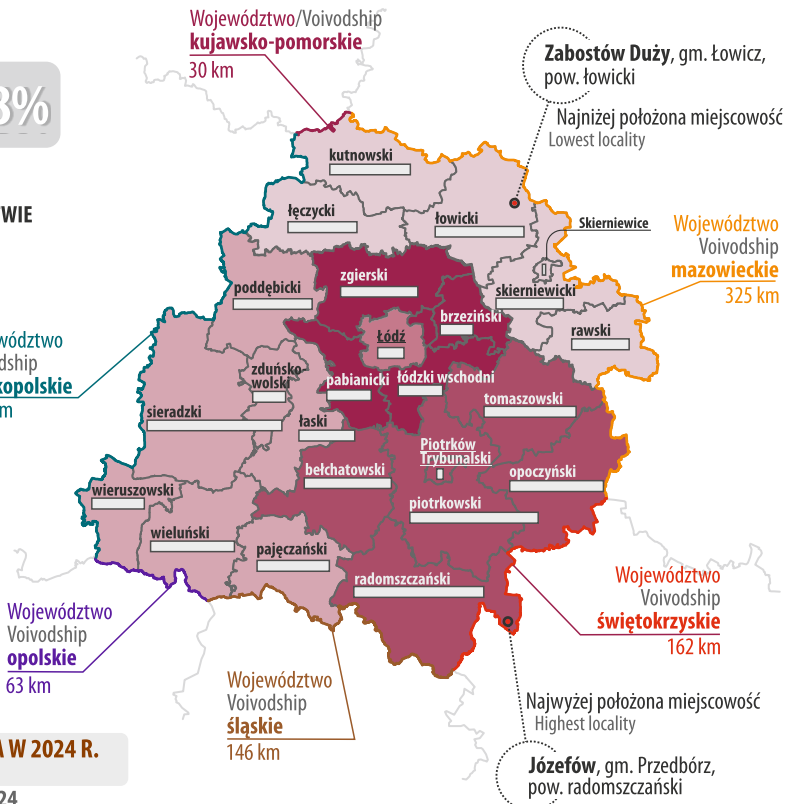 Województwo/Voivodship
kujawsko-pomorskie
30 km
Zabostów Duży, gm. Łowicz,
pow. łowicki
Najniżej położona miejscowość
Lowest locality
3%
kutnowski
TWIE
łęczycki
łowicki
Skierniewice
Województwo
Voivodship
mazowieckie
325 km
zgierski
poddębicki
skierniewicki
brzeziński
rawski
Łódź
wództwo
dship
kopolskie
m
zduńsko-
wolski
pabianicki
łódzki wschodni
tomaszowski
sieradzki
łaski
Piotrków
Trybunalski
bełchatowski
opoczyński
wieruszowski
piotrkowski
wieluński
pajęczański
radomszczański
Województwo
Voivodship
świętokrzyskie
162 km
Województwo
Voivodship
opolskie
63 km
Województwo
Voivodship
śląskie
146 km
Najwyżej położona miejscowość
Highest locality
A W 2024 R.
Józefów, gm. Przedbórz,
pow. radomszczański
24